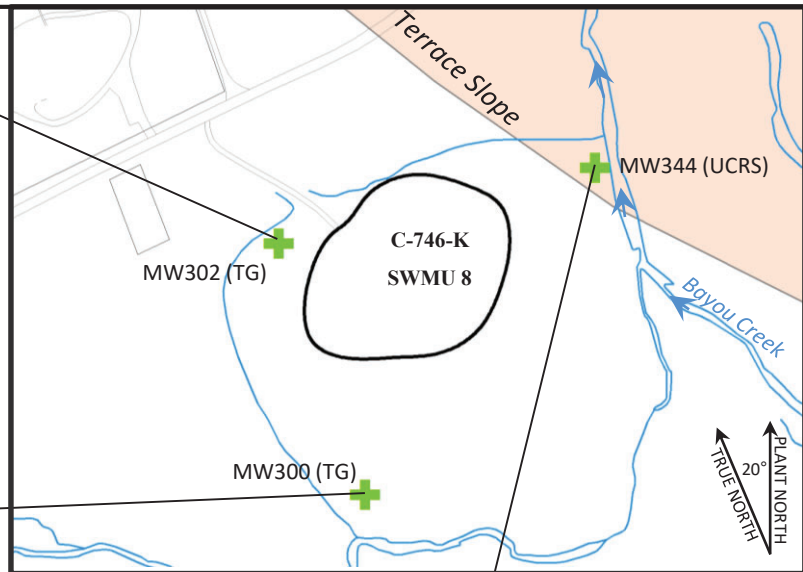 Terrace Slope
MW344 (UCRS)
C-746-K
SWMU 8
MW302 (TG)
Bayou Creek
MW300 (TG)
20°
TRUE NORTH
PLANT NORTH